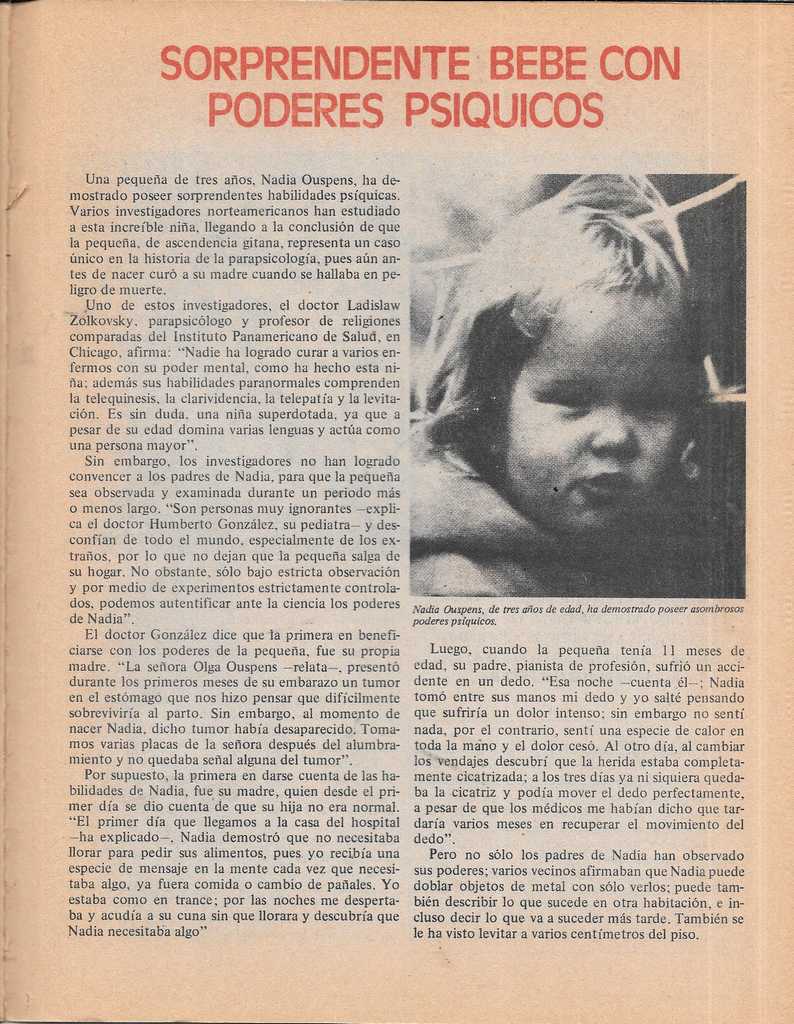 SORPRENDENTE BEBE CON
PODERES PSIQUICOS
Una pequeña de tres años, Nadia Ouspens, ha de-
mostrado poseer sorprendentes habilidades psíquicas.
Varios investigadores norteamericanos han estudiado
a esta increíble niña, llegando a la conclusión de que
la pequeña, de ascendencia gitana, representa un caso
único en la historia de la parapsicología, pues aún an-
tes de nacer curó a su madre cuando se hallaba en pe-
ligro de muerte.
Uno de estos investigadores, el doctor Ladislaw
Zolkovsky, parapsicólogo y profesor de religiones
comparadas del Instituto Panamericano de Salud, en
Chicago, afirma: “Nadie ha logrado curar a varios en-
fermos con su poder mental, como ha hecho esta ni-
ña; además sus habilidades paranormales comprenden
la telequinesis, la clarividencia, la telepatía y la levita-
ción. Es sin duda, una niña superdotada, ya que a
pesar de su edad domina varias lenguas y actúa como
una persona mayor”.
Sin embargo, los investigadores no han logrado
convencer a los padres de Nadia, para que la pequeña
sea observada y examinada durante un periodo más
o menos largo. “Son personas muy ignorantes —expli-
ca el doctor Humberto González, su pediatra— y des-
confían de todo el mundo, especialmente de los ex-
traños, por lo que no dejan que la pequeña salga de
su hogar. No obstante, sólo bajo estricta observación
y por medio de experimentos estrictamente controla-
dos, podemos autentificar ante la ciencia los poderes
de Nadia”.
El doctor González dice que la primera en benefi-
ciarse con los poderes de la pequeña, fue su propia
madre. “La señora Olga Ouspens —relata—, presentó
durante los primeros meses de su embarazo un tumor
en el estómago que nos hizo pensar que difícilmente
sobreviviría al parto. Sin embargo, al momento de
nacer Nadia, dicho tumor había desaparecido. Toma-
mos varias placas de la señora después del alumbra-
miento y no quedaba señal alguna del tumor”.
Por supuesto, la primera en darse cuenta de las ha-
bilidades de Nadia, fue su madre, quien desde el pri-
mer día se dio cuenta de que su hija no era normal.
“El primer día que llegamos a la casa del hospital
—ha explicado—, Nadia demostró que no necesitaba
llorar para pedir sus alimentos, pues yo recibía una
especie de mensaje en la mente cada vez que necesi-
taba algo, ya fuera comida o cambio de pañales. Yo
estaba como en trance; por las noches me desperta-
ba y acudía a su cuna sin que llorara y descubría que
Nadia necesitaba algo”
Nadia Ouspens, de tres años de edad, ha demostrado poseer asombrosos
poderes psíquicos.
Luego, cuando la pequeña tenía 11 meses de
edad, su padre, pianista de profesión, sufrió un acci-
dente en un dedo. “Esa noche —cuenta él—; Nadia
tomó entre sus manos mi dedo y yo salté pensando
que sufriría un dolor intenso; sin embargo no sentí
nada, por el contrario, sentí una especie de calor en
toda la mano y el dolor cesó. Al otro día, al cambiar
los vendajes descubrí que la herida estaba completa-
mente cicatrizada; a los tres días ya ni siquiera queda-
ba la cicatriz y podía mover el dedo perfectamente,
a pesar de que los médicos me habían dicho que tar-
daría varios meses en recuperar el movimiento del
dedo”.
Pero no sólo los padres de Nadia han observado
sus poderes; varios vecinos afirmaban que Nadia puede
doblar objetos de metal con sólo verlos; puede tam-
bién describir lo que sucede en otra habitación, e in-
cluso decir lo que va a suceder más tarde. También se
le ha visto levitar a varios centímetros del piso.